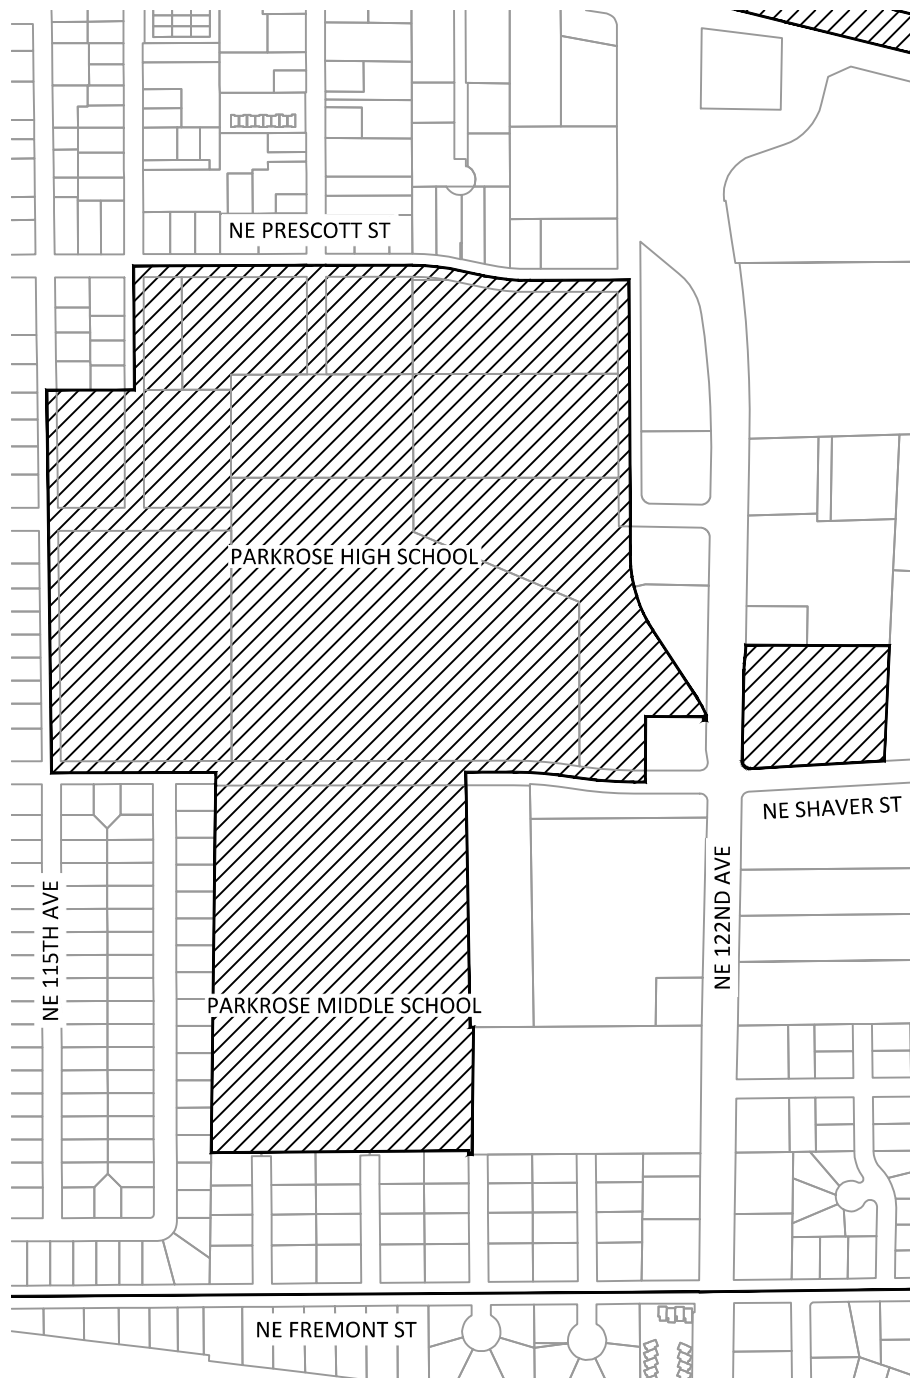 NE PRESCOTT ST
PARKROSE HIGH SCHOOL
NE SHAVER ST
NE 122ND AVE
NE 115TH AVE
PARKROSE MIDDLE SCHOOL
NE FREMONT ST